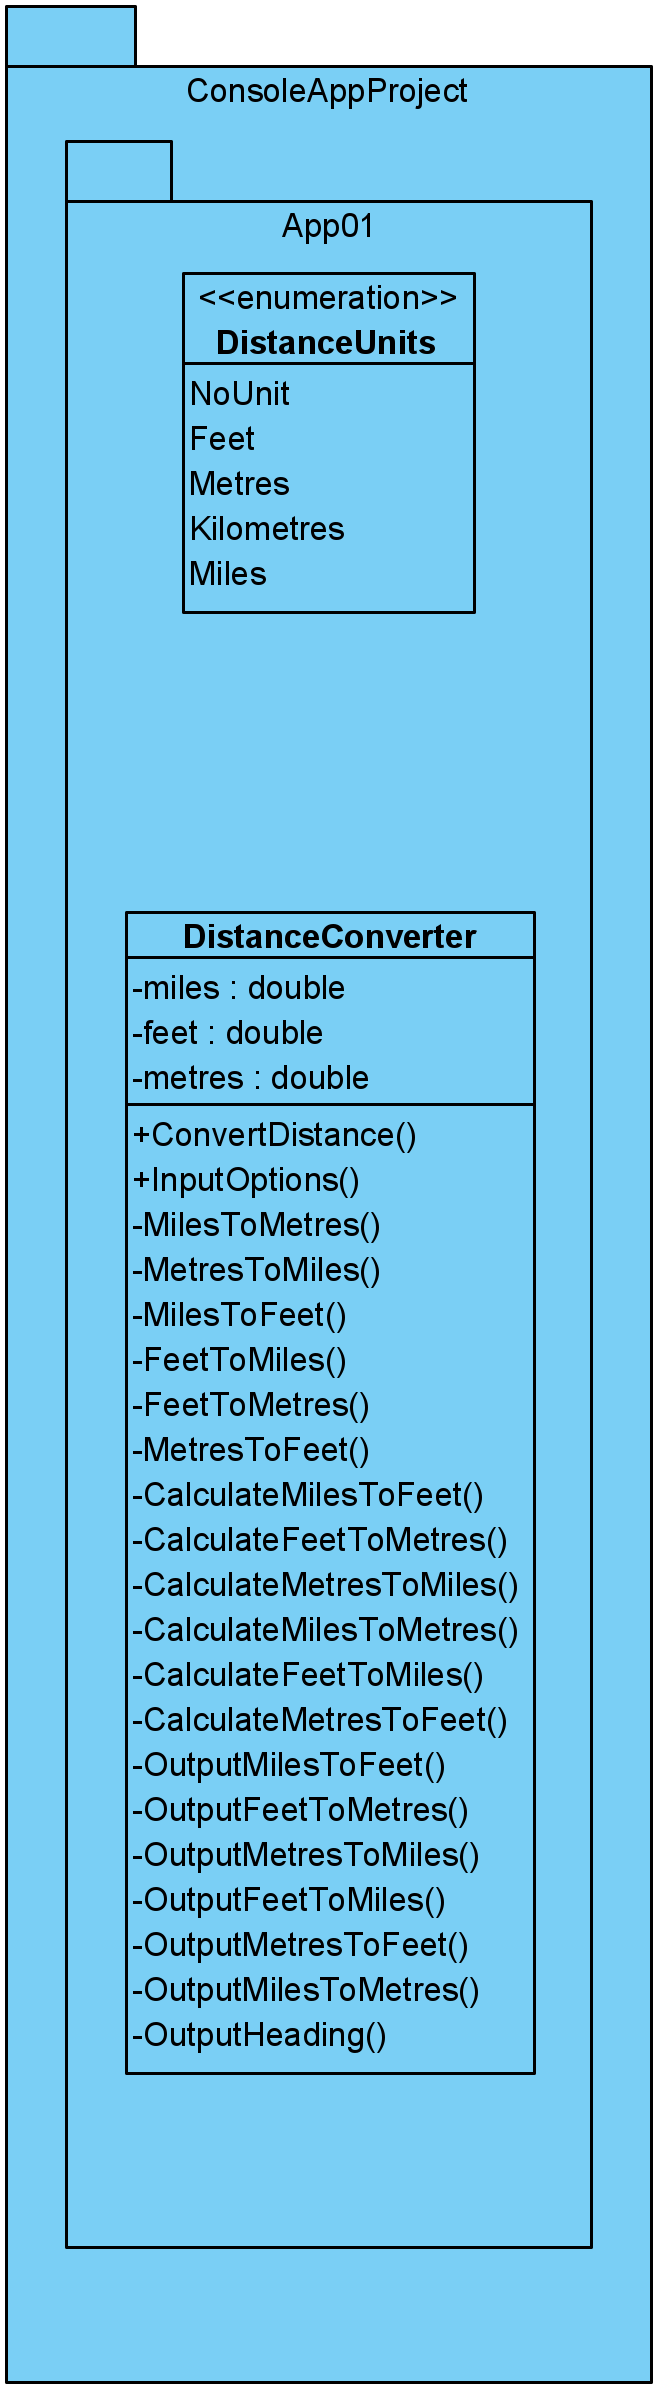 ConsoleAppProject
App01
<<enumeration>>
DistanceUnits
NoUnit
Feet
Metres
Kilometres
Miles
DistanceConverter
-miles : double
-feet : double
-metres : double
+ConvertDistance()
+InputOptions()
-MilesToMetres()
-MetresToMiles()
-MilesToFeet()
-FeetToMiles()
-FeetToMetres()
-MetresToFeet()
-CalculateMilesToFeet()
-CalculateFeetToMetres()
-CalculateMetresToMiles()
-CalculateMilesToMetres()
-CalculateFeetToMiles()
-CalculateMetresToFeet()
-OutputMilesToFeet()
-OutputFeetToMetres()
-OutputMetresToMiles()
-OutputFeetToMiles()
-OutputMetresToFeet()
-OutputMilesToMetres()
-OutputHeading()